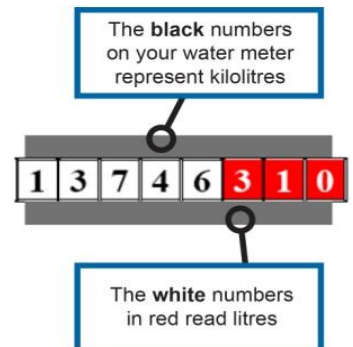 The black numbers
on your water meter
represent kilolitres
1 3 7 4 6 3 1 0
The white numbers
in red read litres